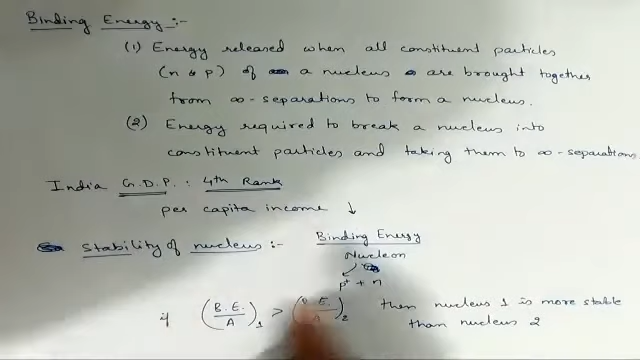 Binding Energy :-
(1) Energy released when all constituent particles
(n & p) of a nucleus are brought together
from ∞-separations to form a nucleus.
(2) Energy required to break a nucleus into
constituent particles and taking them to ∞-separations.
India G.D.P. : 4th Rank
per capita income ↓
Stability of nucleus :- Binding Energy
Nucleon
p+ + n
if (B.E./A)1 > (B.E./A)2 then nucleus 1 is more stable
than nucleus 2